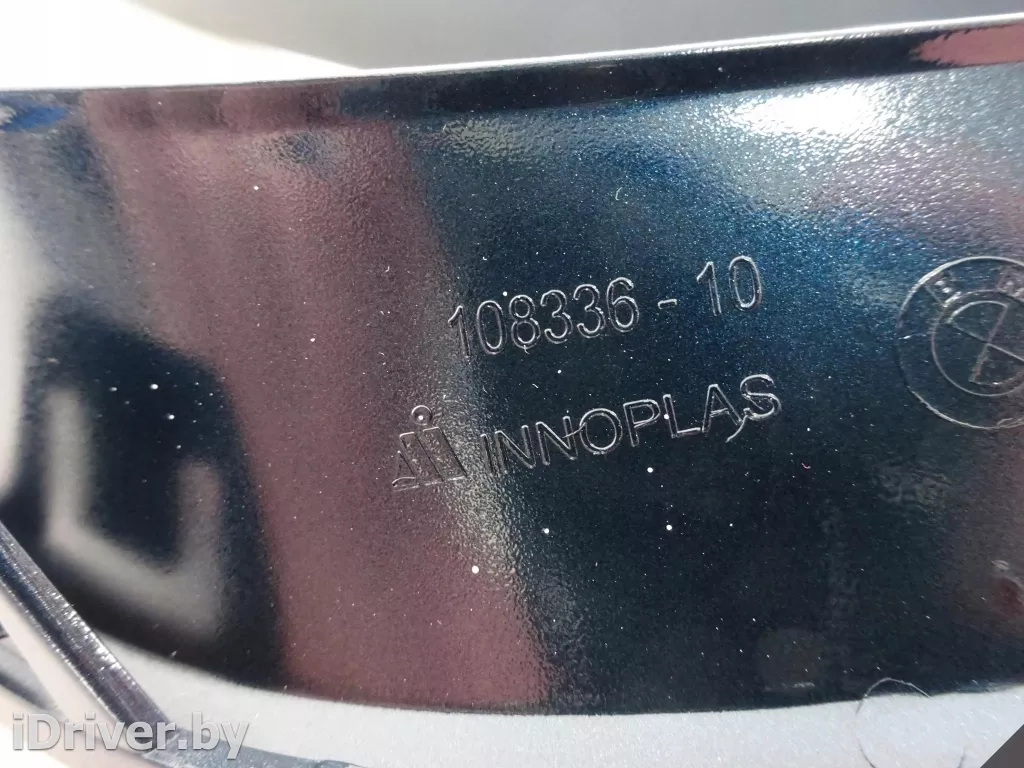 108336 - 10
INNOPLAS
iDriver.by